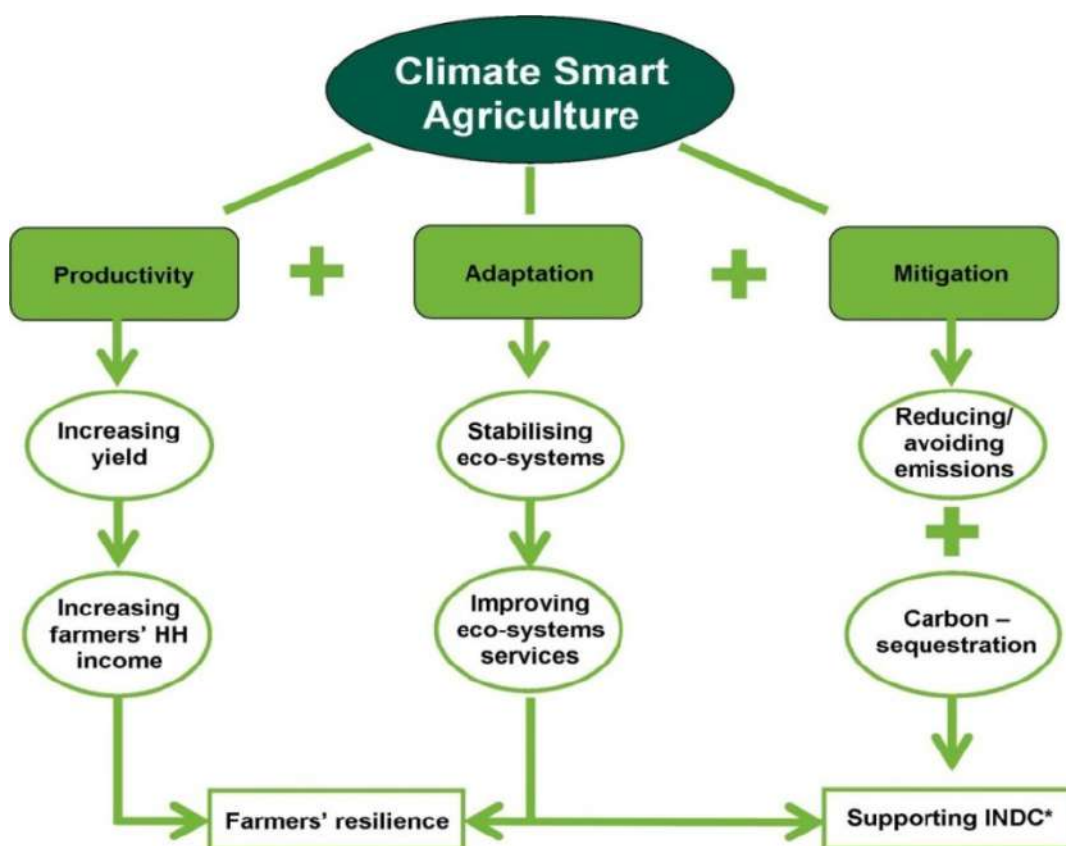 Climate Smart
Agriculture
Productivity
Adaptation
Mitigation
Increasing
yield
Stabilising
eco-systems
Reducing/
avoiding
emissions
Increasing
farmers' HH
income
Improving
eco-systems
services
Carbon –
sequestration
Farmers' resilience
Supporting INDC*